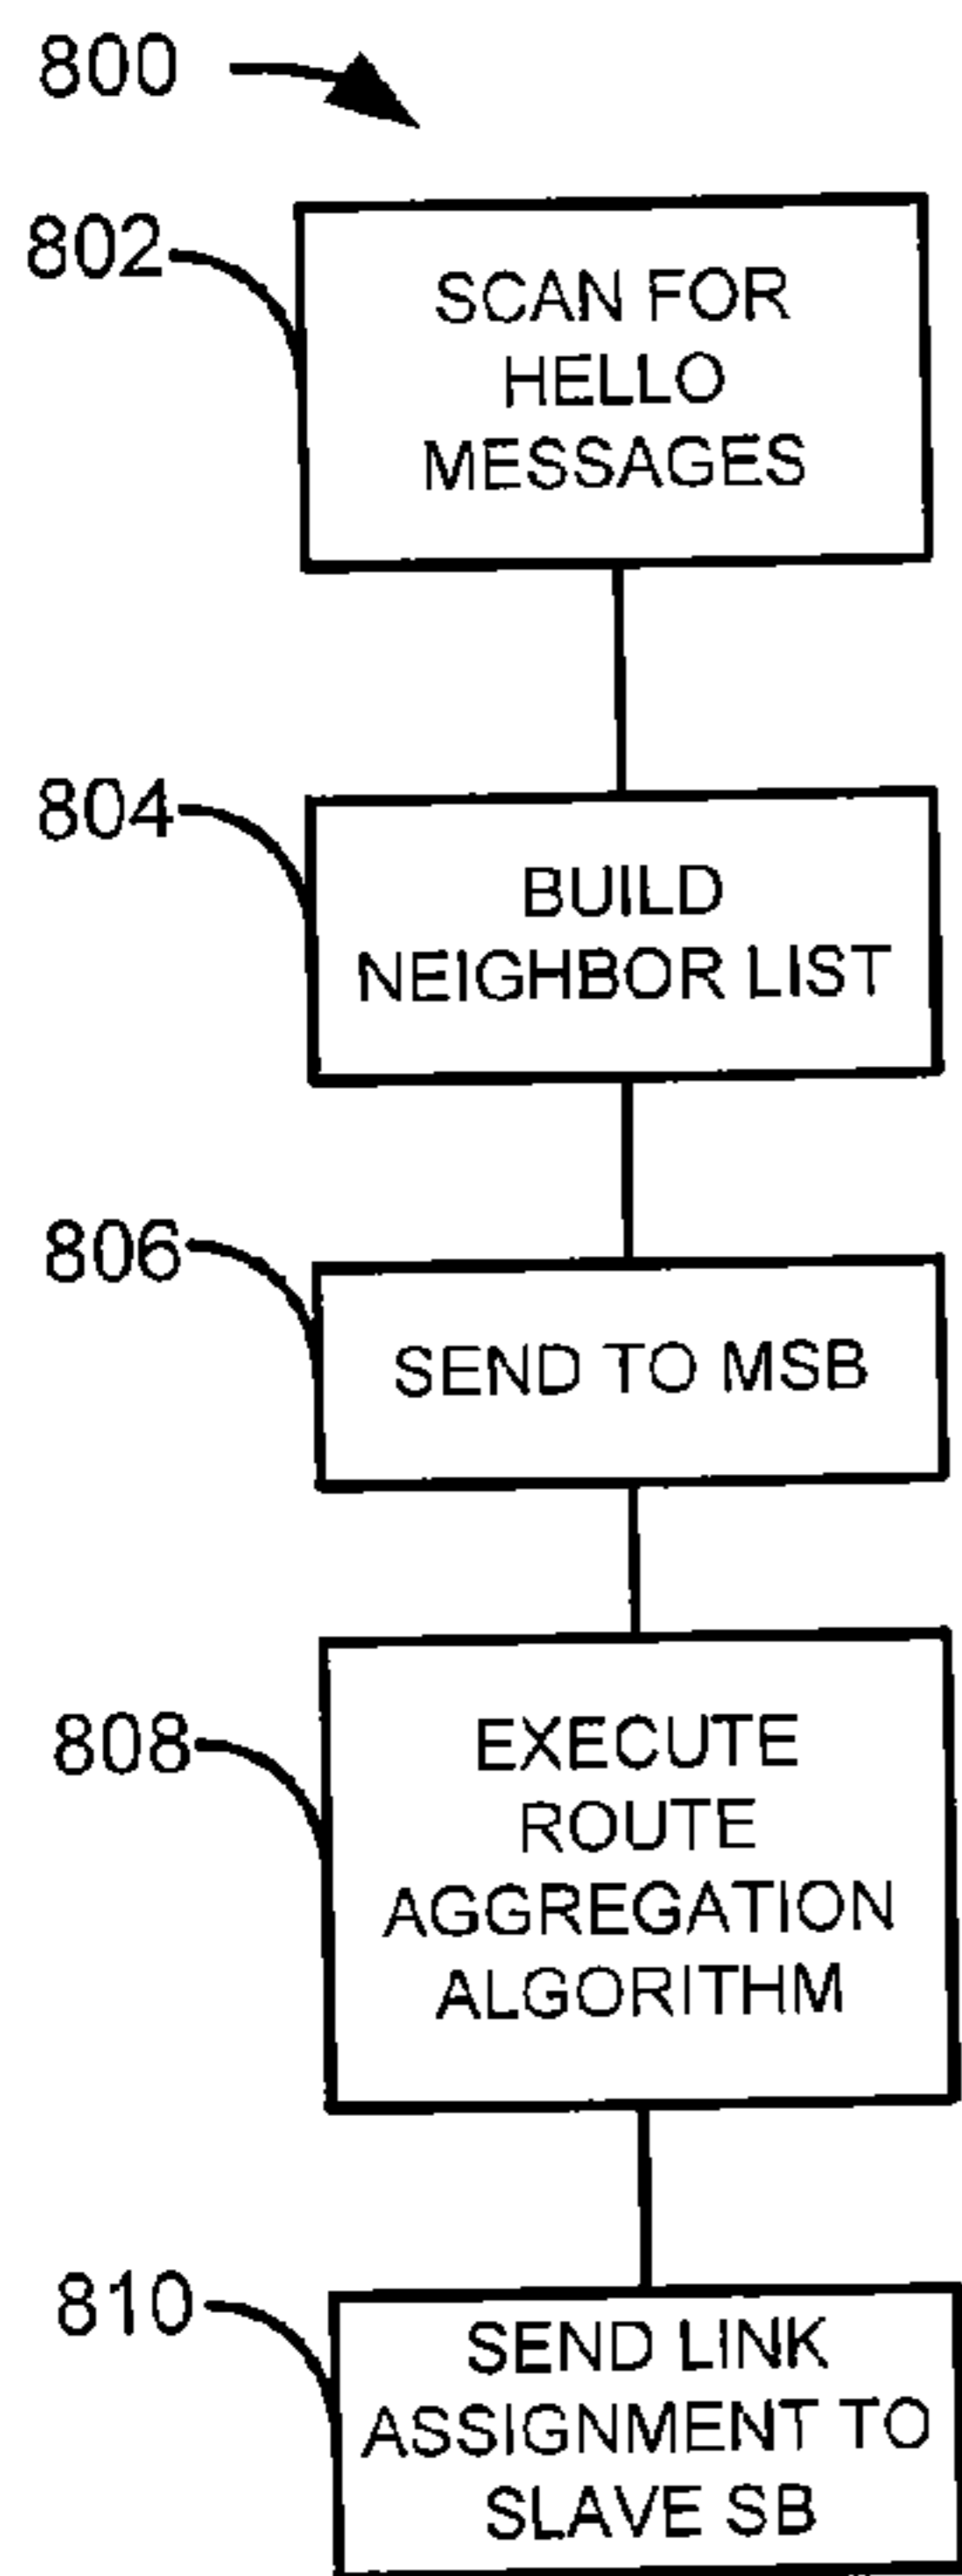 800
802
SCAN FOR
HELLO
MESSAGES
804
BUILD
NEIGHBOR LIST
806
SEND TO MSB
808
EXECUTE
ROUTE
AGGREGATION
ALGORITHM
810
SEND LINK
ASSIGNMENT TO
SLAVE SB